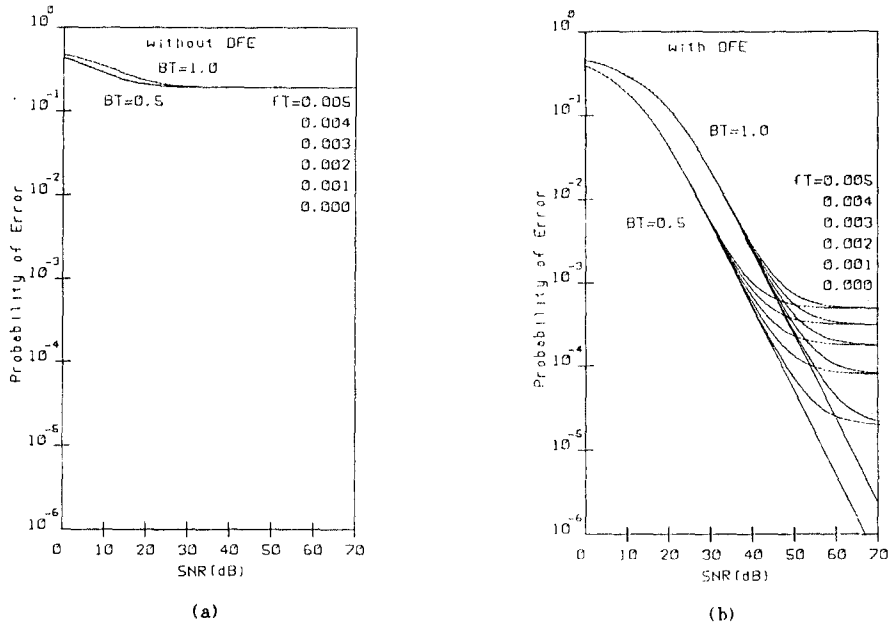 without DFE
BT=1.0
BT=0.5
fT=0.005
0.004
0.003
0.002
0.001
0.000
10^0
10^-1
10^-2
10^-3
10^-4
10^-5
10^-6
Probability of Error
0 10 20 30 40 50 60 70
SNR(dB)
(a)
with DFE
BT=1.0
BT=0.5
fT=0.005
0.004
0.003
0.002
0.001
0.000
10^0
10^-1
10^-2
10^-3
10^-4
10^-5
10^-6
Probability of Error
0 10 20 30 40 50 60 70
SNR(dB)
(b)